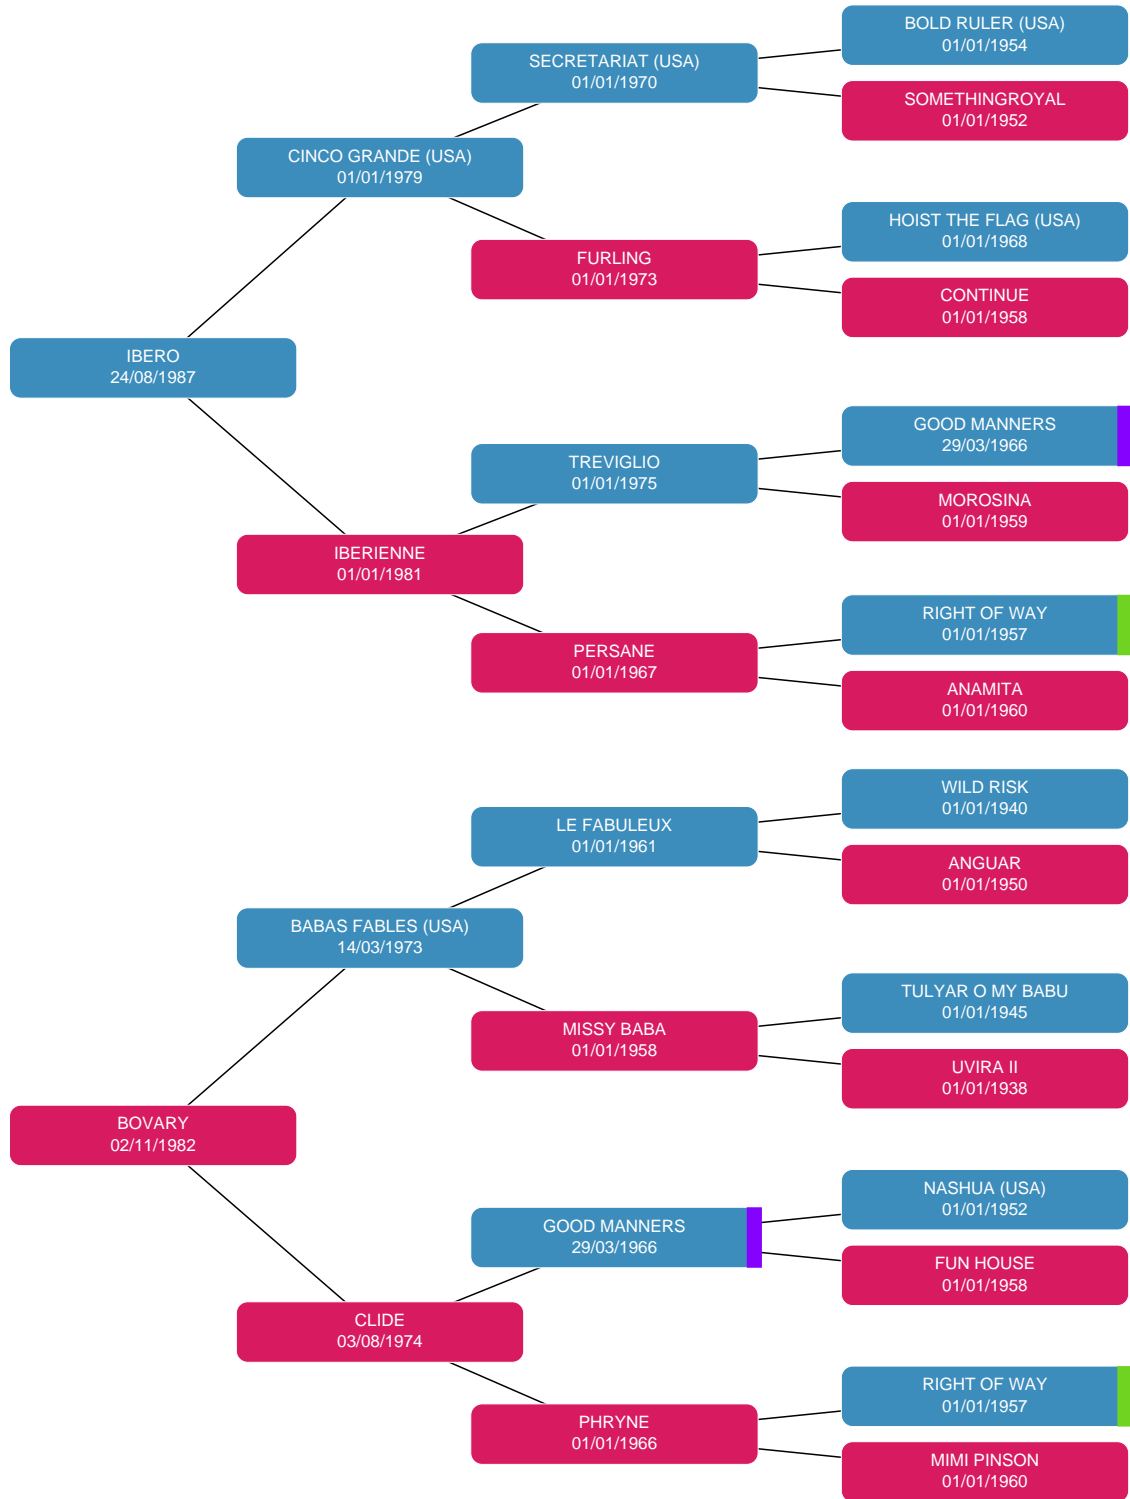 BOLD RULER (USA)
01/01/1954
SECRETARIAT (USA)
01/01/1970
SOMETHINGROYAL
01/01/1952
CINCO GRANDE (USA)
01/01/1979
HOIST THE FLAG (USA)
01/01/1968
FURLING
01/01/1973
CONTINUE
01/01/1958
IBERO
24/08/1987
GOOD MANNERS
29/03/1966
TREVIGLIO
01/01/1975
MOROSINA
01/01/1959
IBERIENNE
01/01/1981
RIGHT OF WAY
01/01/1957
PERSANE
01/01/1967
ANAMITA
01/01/1960
WILD RISK
01/01/1940
LE FABULEUX
01/01/1961
ANGUAR
01/01/1950
BABAS FABLES (USA)
14/03/1973
TULYAR O MY BABU
01/01/1945
MISSY BABA
01/01/1958
UVIRA II
01/01/1938
BOVARY
02/11/1982
NASHUA (USA)
01/01/1952
GOOD MANNERS
29/03/1966
FUN HOUSE
01/01/1958
CLIDE
03/08/1974
RIGHT OF WAY
01/01/1957
PHRYNE
01/01/1966
MIMI PINSON
01/01/1960